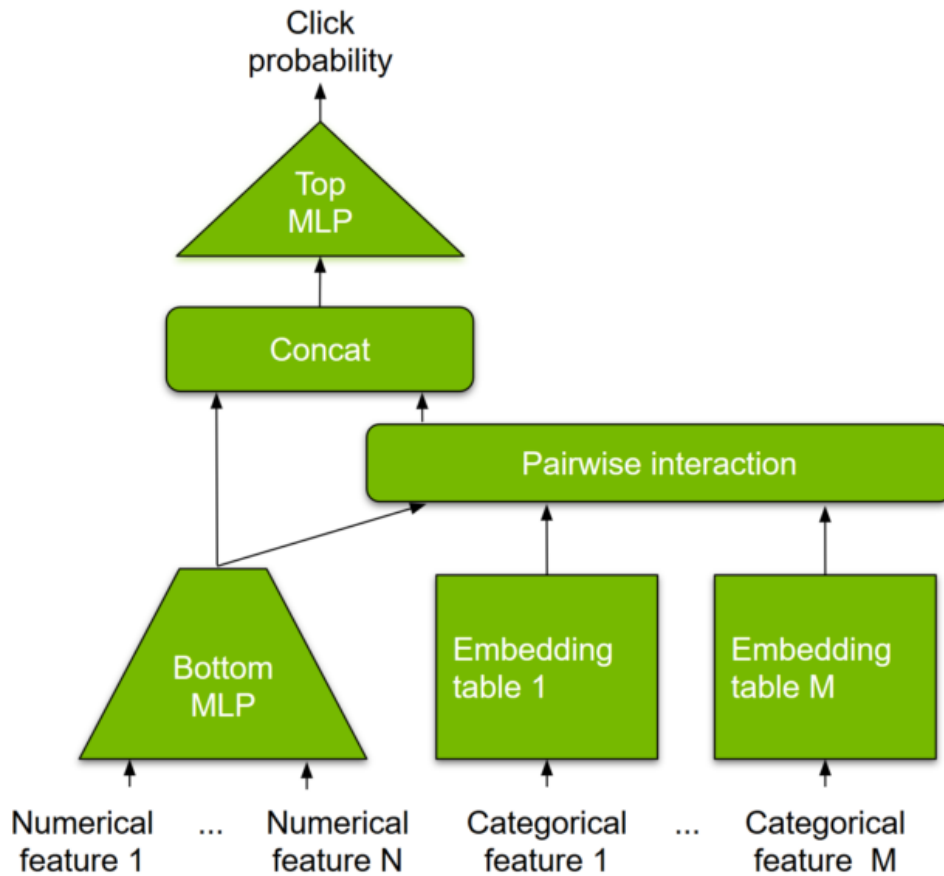 Click
probability
Top
MLP
Concat
Pairwise interaction
Bottom
MLP
Embedding
table 1
Embedding
table M
Numerical
feature 1
...
Numerical
feature N
Categorical
feature 1
...
Categorical
feature M